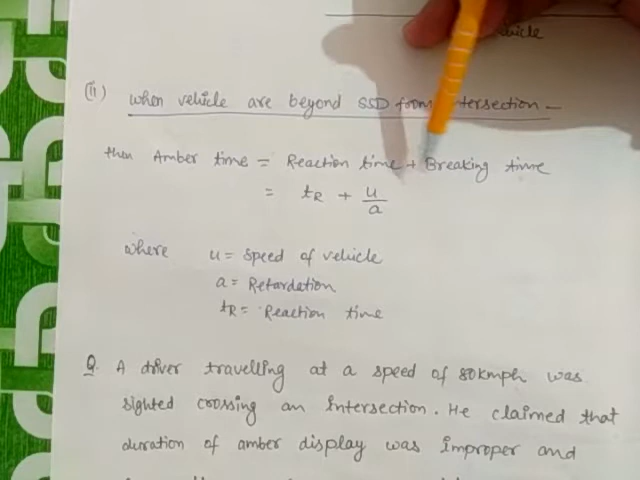 vehicle
(ii) when vehicle are beyond SSD from intersection -
then Amber time = Reaction time + Breaking time
= tR + u/a
where u = speed of vehicle
a = Retardation
tR = Reaction time
Q. A driver travelling at a speed of 80kmph was
sighted crossing an intersection. He claimed that
duration of amber display was improper and